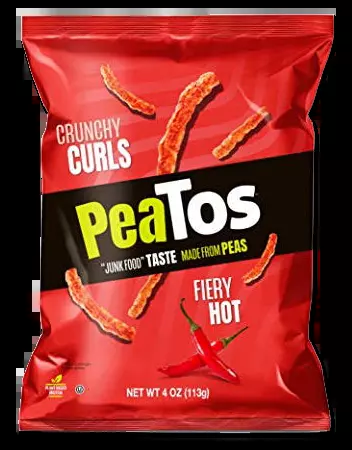 CRUNCHY
CURLS
PeaTos
"JUNK FOOD" TASTE MADE FROM PEAS
FIERY
HOT
NET WT 4 OZ (113g)